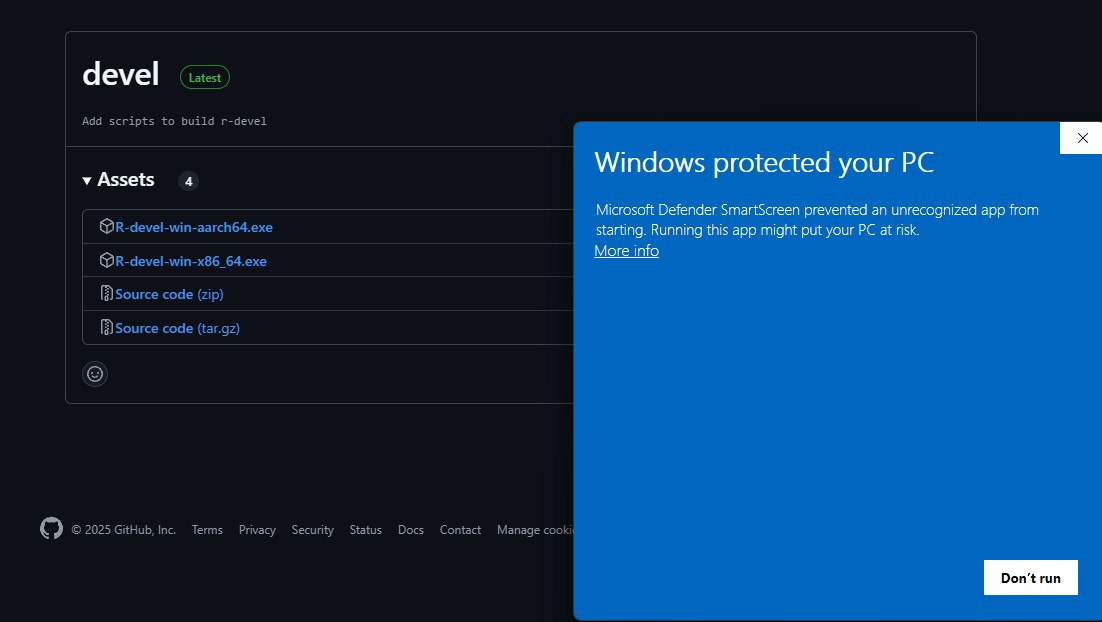 devel Latest
Add scripts to build r-devel
Assets 4
R-devel-win-aarch64.exe
R-devel-win-x86_64.exe
Source code (zip)
Source code (tar.gz)
© 2025 GitHub, Inc. Terms Privacy Security Status Docs Contact Manage cookie
Windows protected your PC
Microsoft Defender SmartScreen prevented an unrecognized app from
starting. Running this app might put your PC at risk.
More info
Don't run